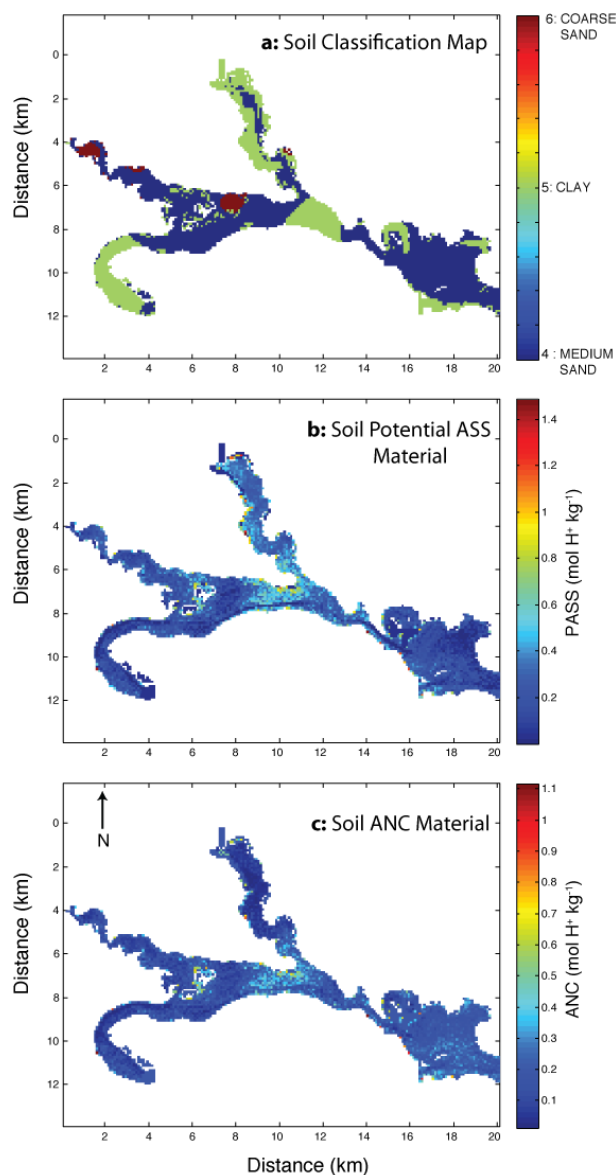 a: Soil Classification Map
6: COARSE
SAND
5: CLAY
4 : MEDIUM
SAND
Distance (km)
0
2
4
6
8
10
12
2 4 6 8 10 12 14 16 18 20
b: Soil Potential ASS
Material
Distance (km)
0
2
4
6
8
10
12
2 4 6 8 10 12 14 16 18 20
1.4
1.2
1
0.8
0.6
0.4
0.2
PASS (mol H⁺ kg⁻¹)
N
c: Soil ANC Material
Distance (km)
0
2
4
6
8
10
12
2 4 6 8 10 12 14 16 18 20
1.1
1
0.9
0.8
0.7
0.6
0.5
0.4
0.3
0.2
0.1
ANC (mol H⁺ kg⁻¹)
Distance (km)